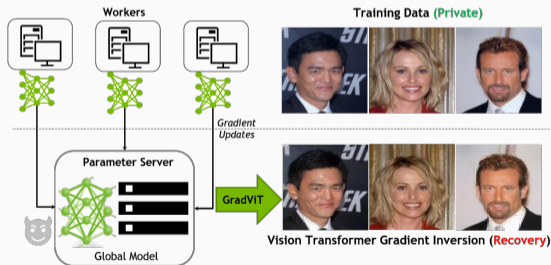 Workers
Training Data (Private)
Gradient
Updates
Parameter Server
GradViT
Global Model
Vision Transformer Gradient Inversion (Recovery)